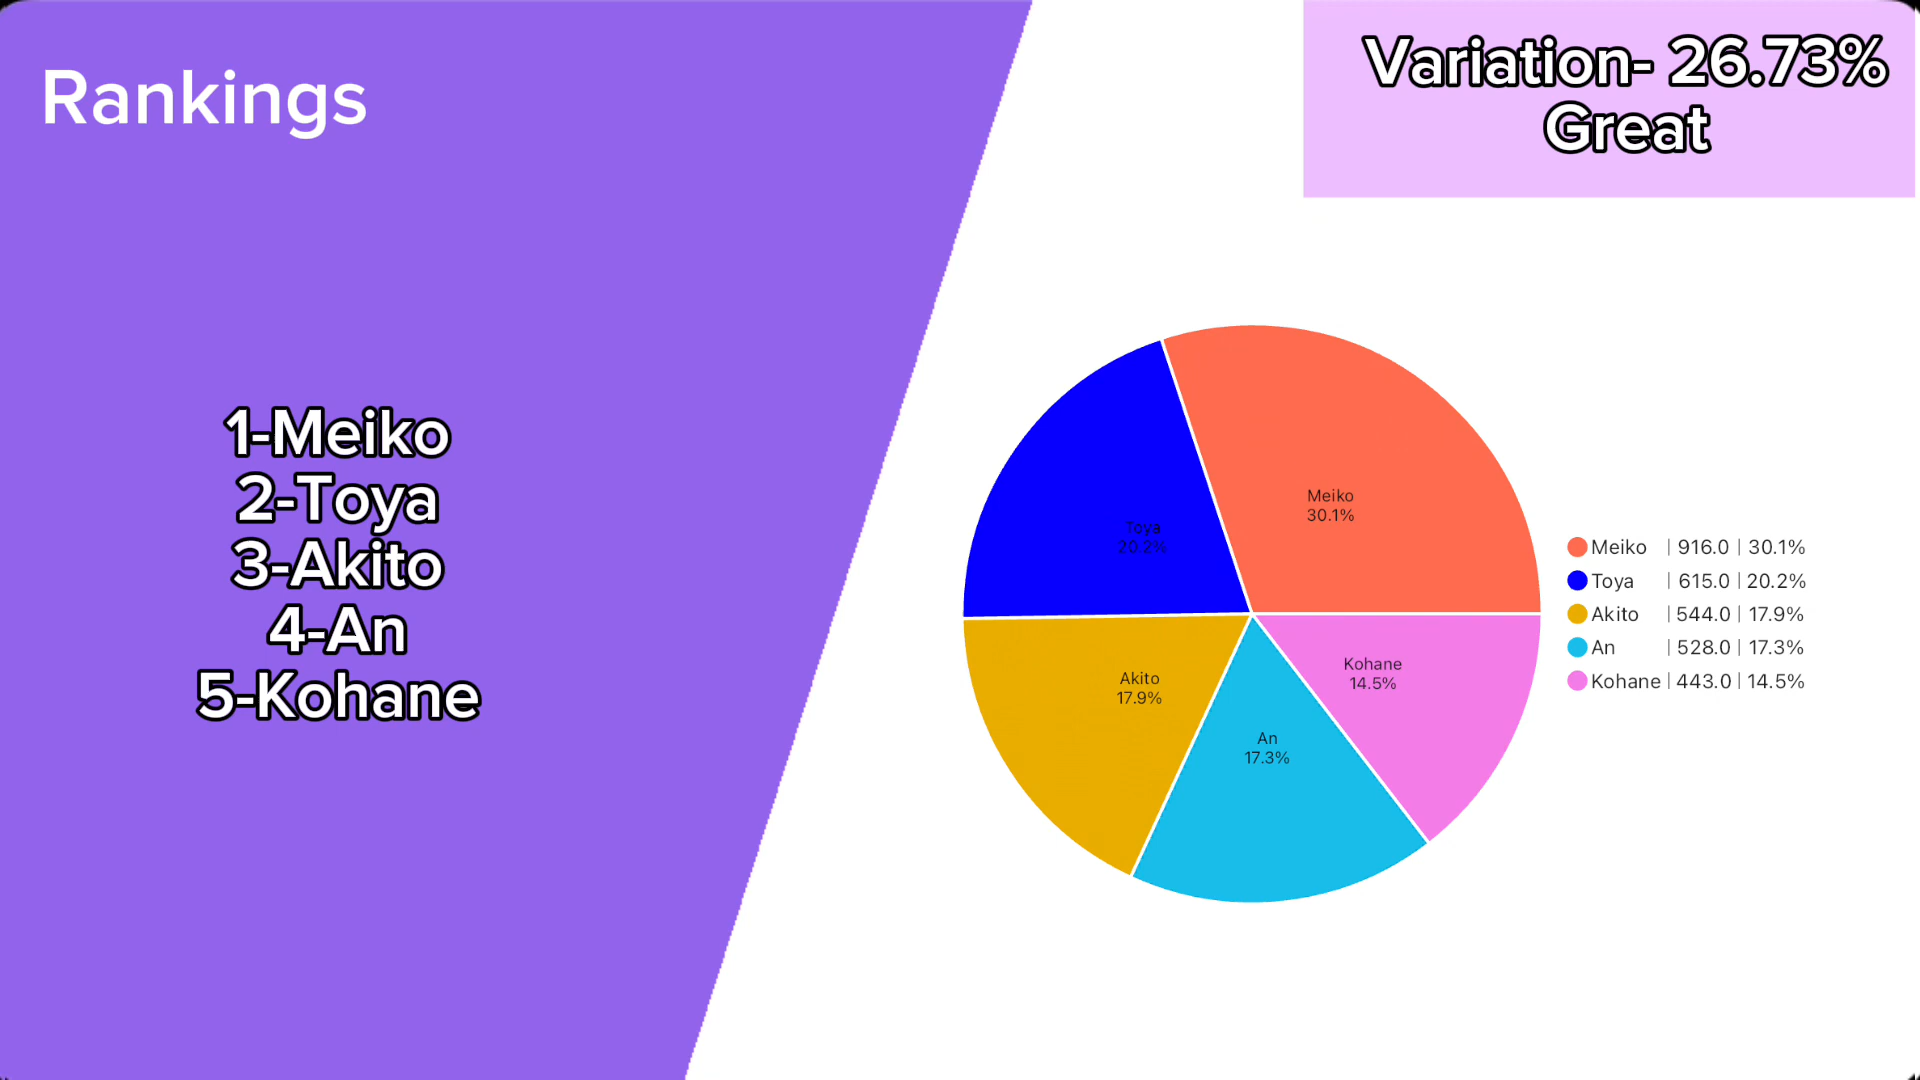 Rankings
Variation- 26.73%
Great
1-Meiko
2-Toya
3-Akito
4-An
5-Kohane
Meiko
30.1%
Toya
20.2%
Akito
17.9%
An
17.3%
Kohane
14.5%
Meiko | 916.0 | 30.1%
Toya | 615.0 | 20.2%
Akito | 544.0 | 17.9%
An | 528.0 | 17.3%
Kohane | 443.0 | 14.5%